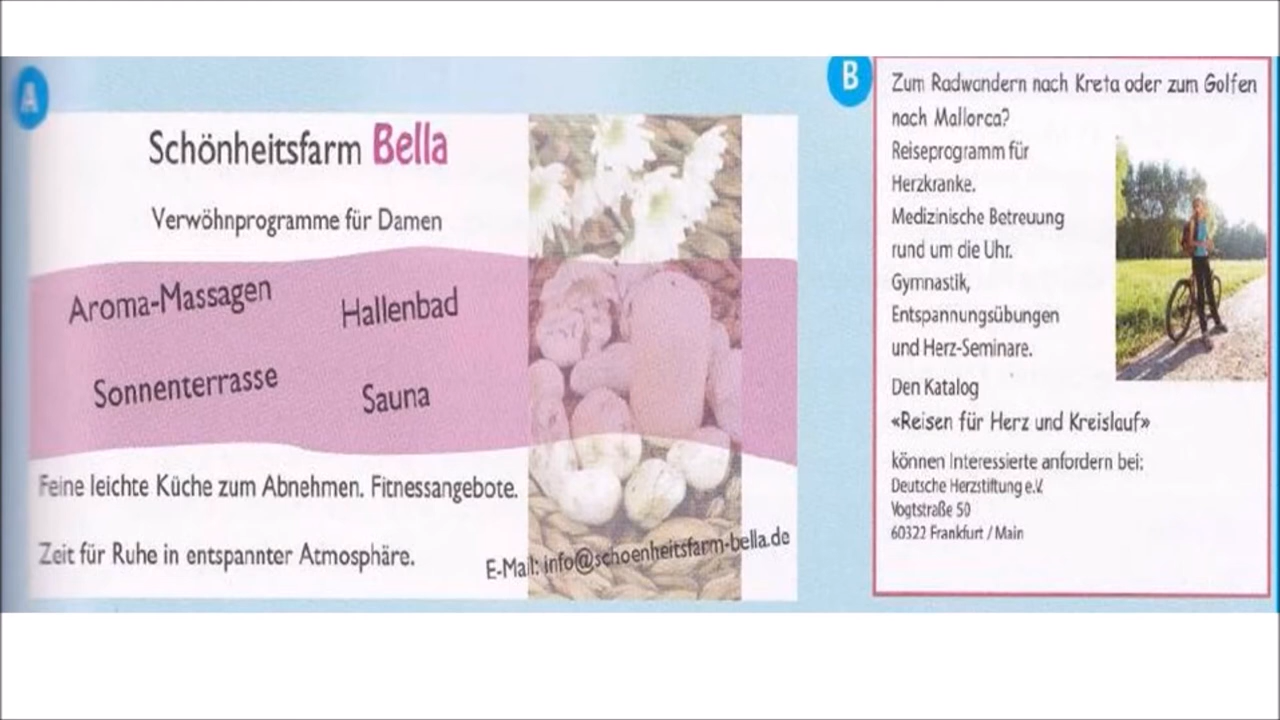 A
Schönheitsfarm Bella
Verwöhnprogramme für Damen
Aroma-Massagen
Hallenbad
Sonnenterrasse
Sauna
Feine leichte Küche zum Abnehmen. Fitnessangebote.
Zeit für Ruhe in entspannter Atmosphäre.
E-Mail: info@schoenheitsfarm-bella.de
B
Zum Radwandern nach Kreta oder zum Golfen
nach Mallorca?
Reiseprogramm für
Herzkranke.
Medizinische Betreuung
rund um die Uhr.
Gymnastik,
Entspannungsübungen
und Herz-Seminare.
Den Katalog
«Reisen für Herz und Kreislauf»
können Interessierte anfordern bei:
Deutsche Herzstiftung e.V.
Vogtstraße 50
60322 Frankfurt / Main